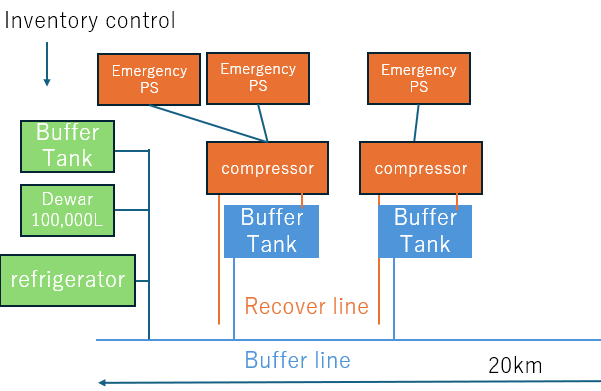 Inventory control
Emergency
PS
Emergency
PS
Emergency
PS
Buffer
Tank
compressor
compressor
Dewar
100,000L
Buffer
Tank
Buffer
Tank
refrigerator
Recover line
Buffer line
20km